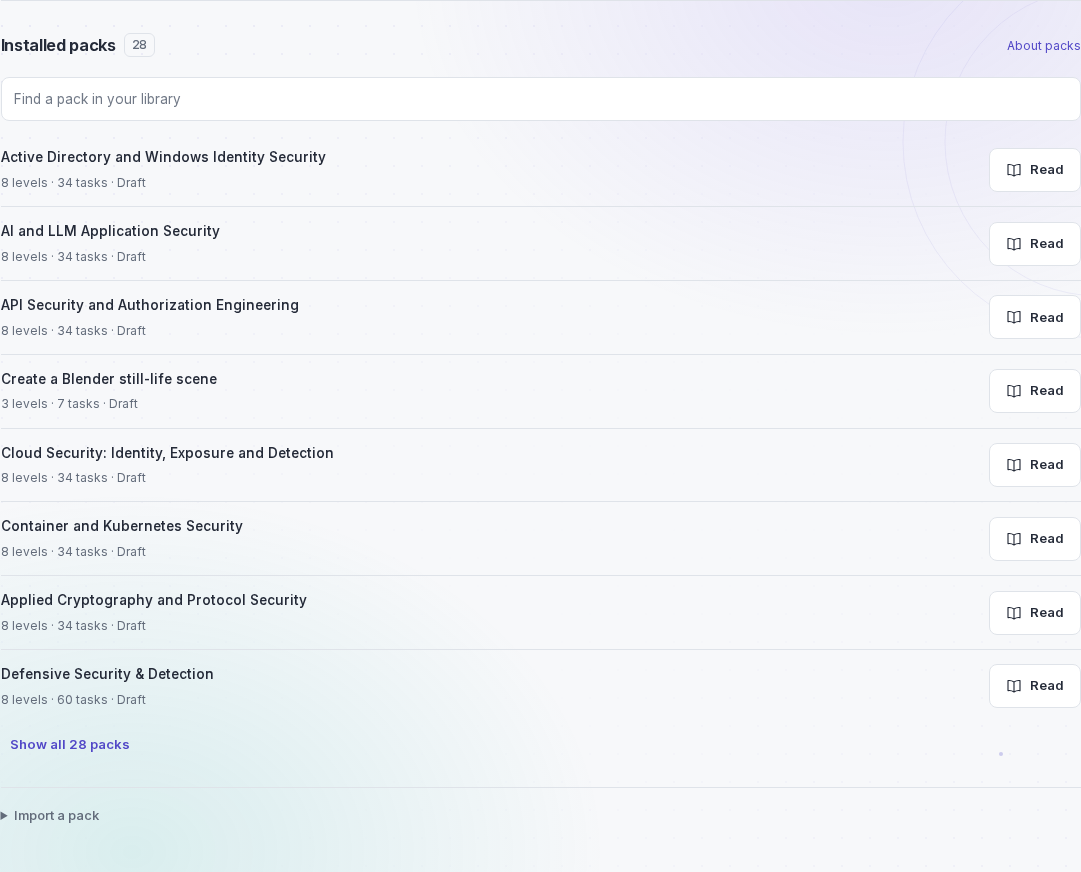 Installed packs 28
About packs
Find a pack in your library
Active Directory and Windows Identity Security
8 levels · 34 tasks · Draft
Read
AI and LLM Application Security
8 levels · 34 tasks · Draft
Read
API Security and Authorization Engineering
8 levels · 34 tasks · Draft
Read
Create a Blender still-life scene
3 levels · 7 tasks · Draft
Read
Cloud Security: Identity, Exposure and Detection
8 levels · 34 tasks · Draft
Read
Container and Kubernetes Security
8 levels · 34 tasks · Draft
Read
Applied Cryptography and Protocol Security
8 levels · 34 tasks · Draft
Read
Defensive Security & Detection
8 levels · 60 tasks · Draft
Read
Show all 28 packs
Import a pack